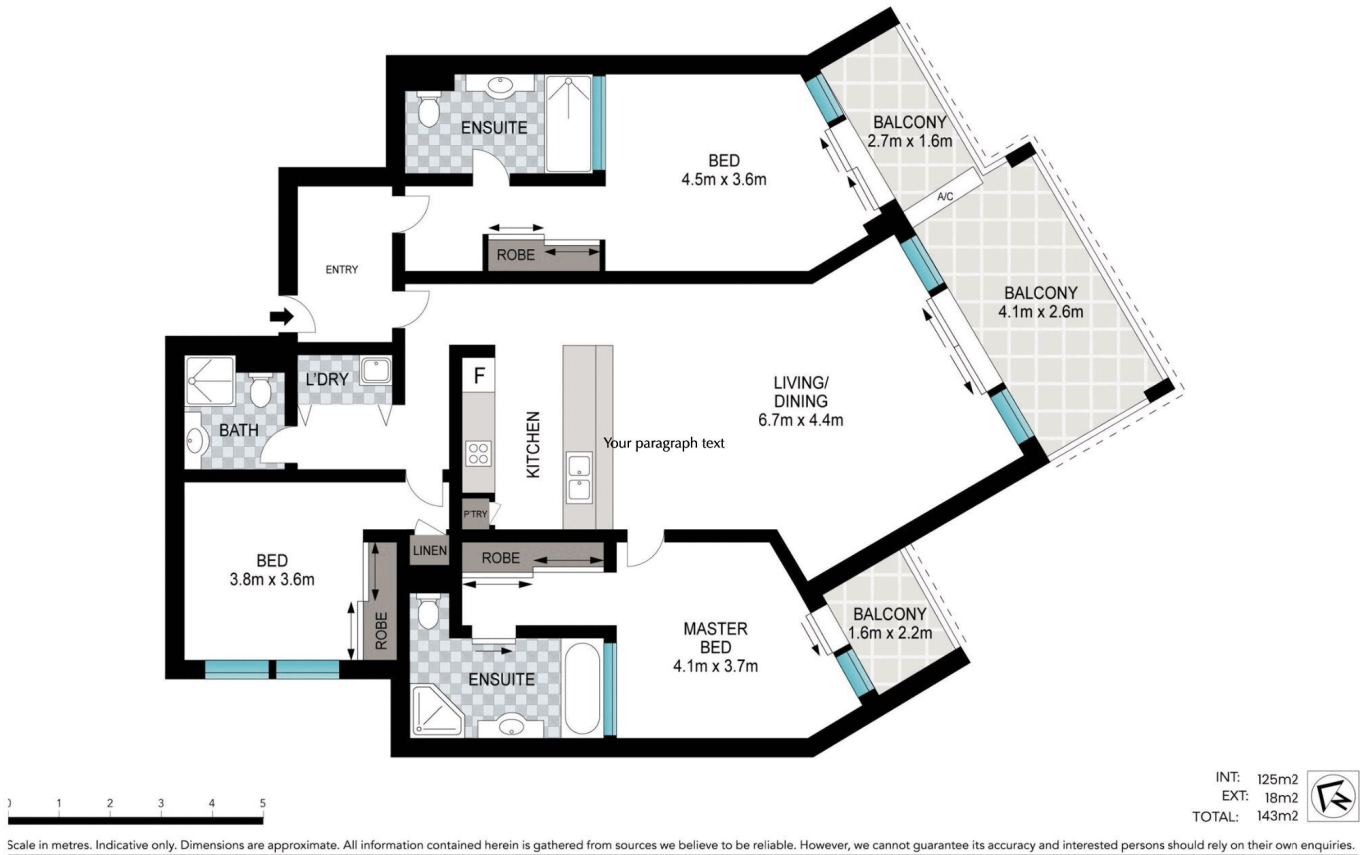 ENSUITE
BED
4.5m x 3.6m
BALCONY
2.7m x 1.6m
A/C
ROBE
ENTRY
BALCONY
4.1m x 2.6m
L'DRY
BATH
F
KITCHEN
Your paragraph text
LIVING/
DINING
6.7m x 4.4m
P'TRY
LINEN
BED
3.8m x 3.6m
ROBE
ROBE
MASTER
BED
4.1m x 3.7m
BALCONY
1.6m x 2.2m
ENSUITE
0 1 2 3 4 5
INT: 125m2
EXT: 18m2
TOTAL: 143m2
N
Scale in metres. Indicative only. Dimensions are approximate. All information contained herein is gathered from sources we believe to be reliable. However, we cannot guarantee its accuracy and interested persons should rely on their own enquiries.